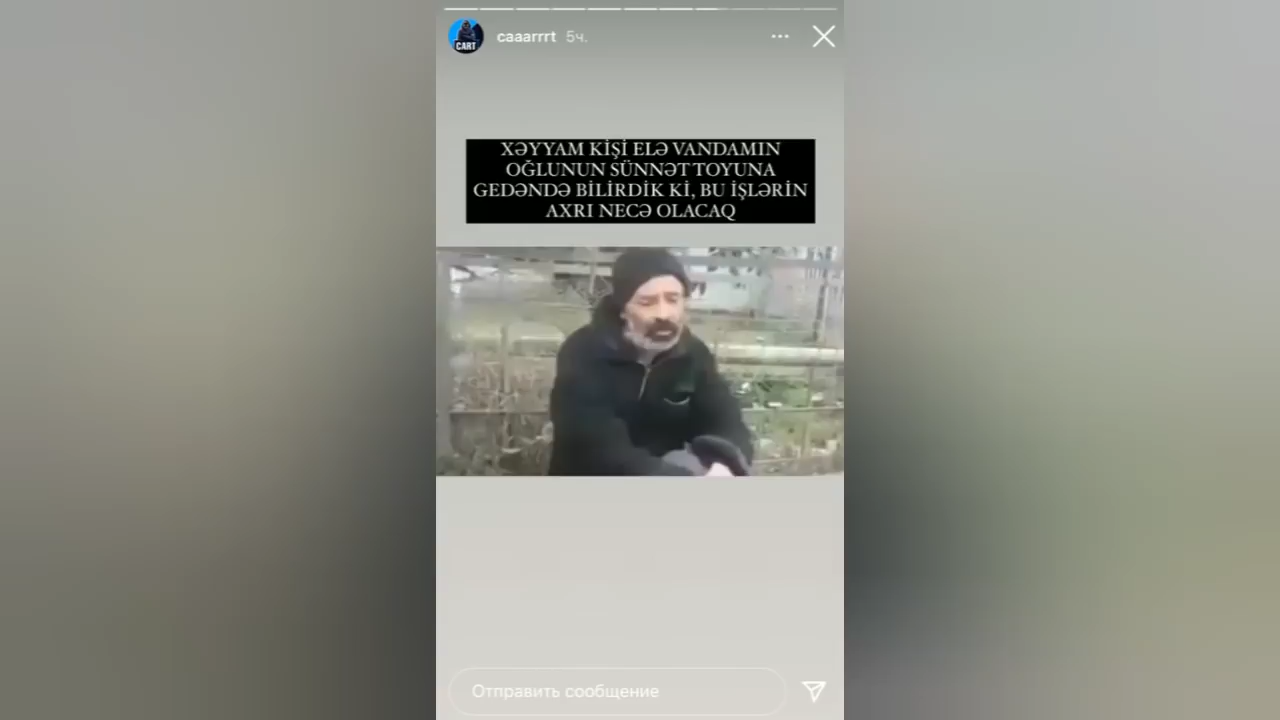 CART
caaarrrt 5ч.
XƏYYAM KİŞİ ELƏ VANDAMIN
OĞLUNUN SÜNNƏT TOYUNA
GEDƏNDƏ BİLİRDİK Kİ, BU İŞLƏRİN
AXRI NECƏ OLACAQ
Отправить сообщение